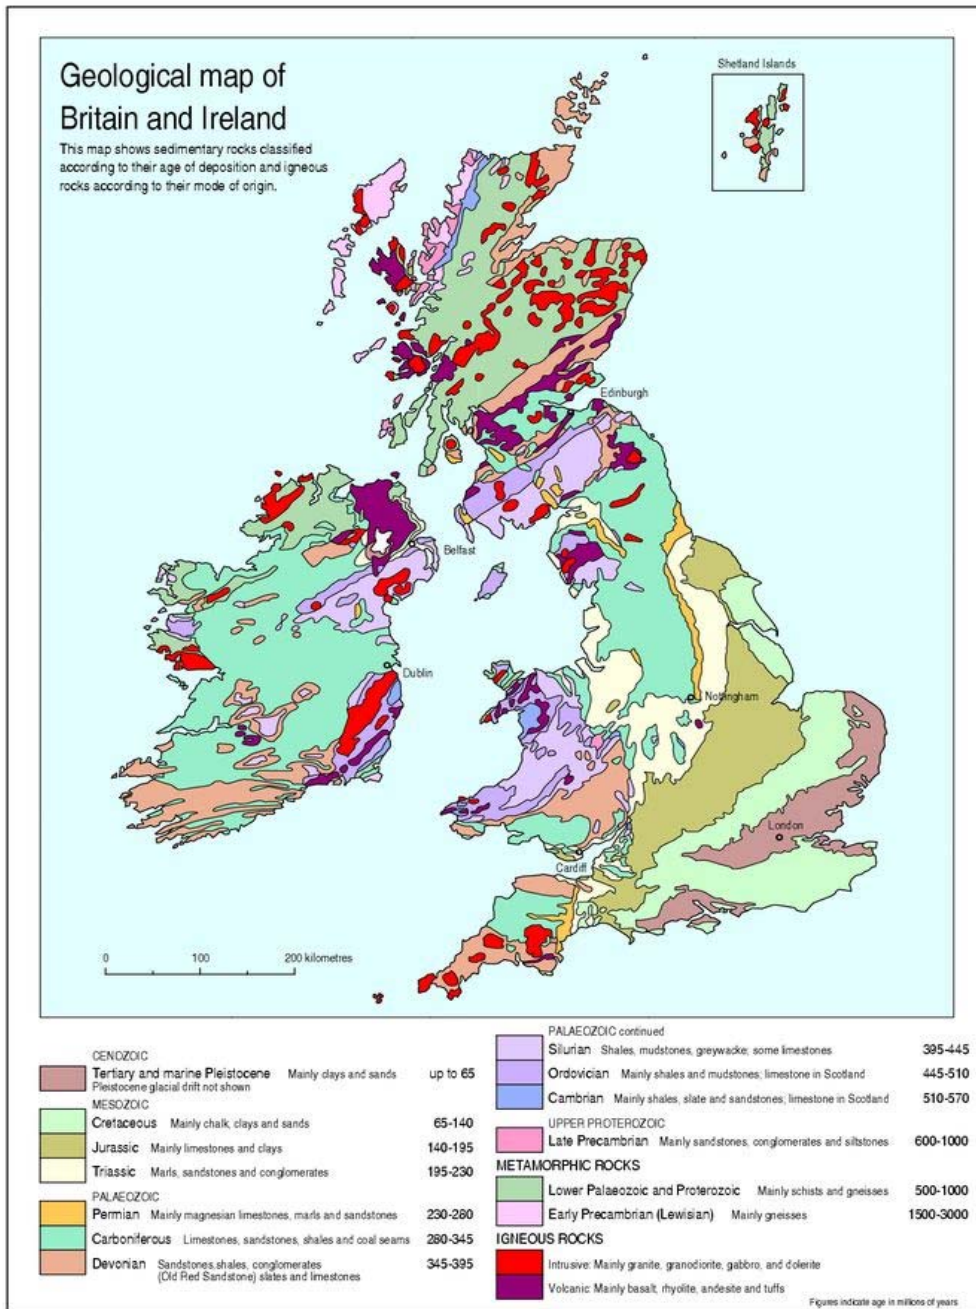 Geological map of
Britain and Ireland
This map shows sedimentary rocks classified
according to their age of deposition and igneous
rocks according to their mode of origin.
Shetland Islands
Edinburgh
Belfast
Dublin
Nottingham
London
Cardiff
0 100 200 kilometres
CENOZOIC
Tertiary and marine Pleistocene Mainly clays and sands up to 65
Pleistocene glacial drift not shown
MESOZOIC
Cretaceous Mainly chalk, clays and sands 65-140
Jurassic Mainly limestones and clays 140-195
Triassic Marls, sandstones and conglomerates 195-230
PALAEOZOIC
Permian Mainly magnesian limestones, marls and sandstones 230-280
Carboniferous Limestones, sandstones, shales and coal seams 280-345
Devonian Sandstones, shales, conglomerates 345-395
(Old Red Sandstone) slates and limestones
PALAEOZOIC continued
Silurian Shales, mudstones, greywacke; some limestones 395-445
Ordovician Mainly shales and mudstones; limestone in Scotland 445-510
Cambrian Mainly shales, slate and sandstones; limestone in Scotland 510-570
UPPER PROTEROZOIC
Late Precambrian Mainly sandstones, conglomerates and siltstones 600-1000
METAMORPHIC ROCKS
Lower Palaeozoic and Proterozoic Mainly schists and gneisses 500-1000
Early Precambrian (Lewisian) Mainly gneisses 1500-3000
IGNEOUS ROCKS
Intrusive: Mainly granite, granodiorite, gabbro, and dolerite
Volcanic: Mainly basalt, rhyolite, andesite and tuffs
Figures indicate age in millions of years